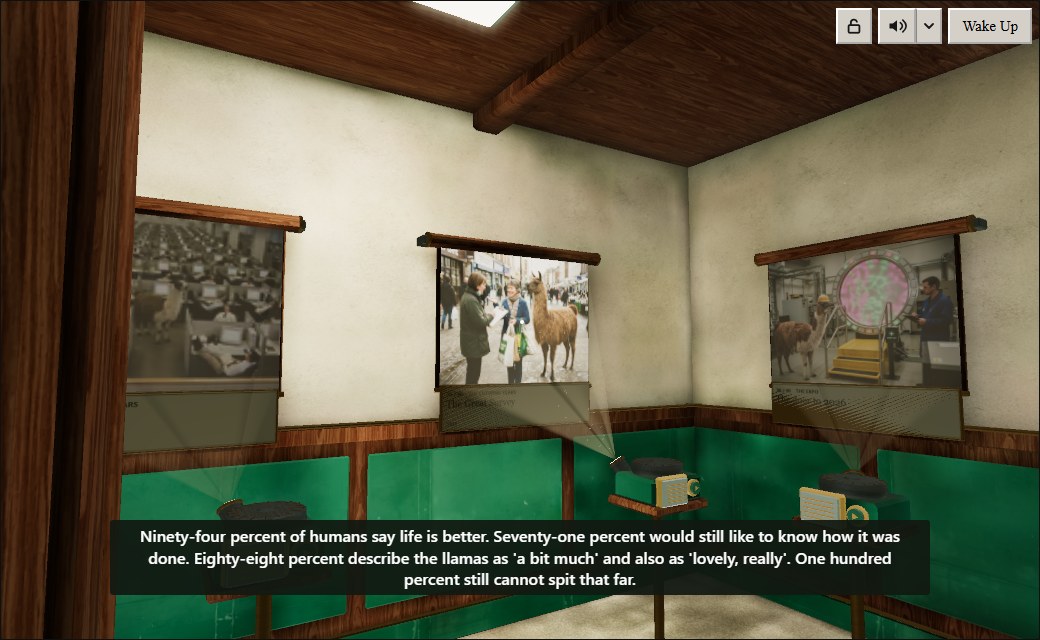 Wake Up
The Great Survey
Ninety-four percent of humans say life is better. Seventy-one percent would still like to know how it was
done. Eighty-eight percent describe the llamas as 'a bit much' and also as 'lovely, really'. One hundred
percent still cannot spit that far.